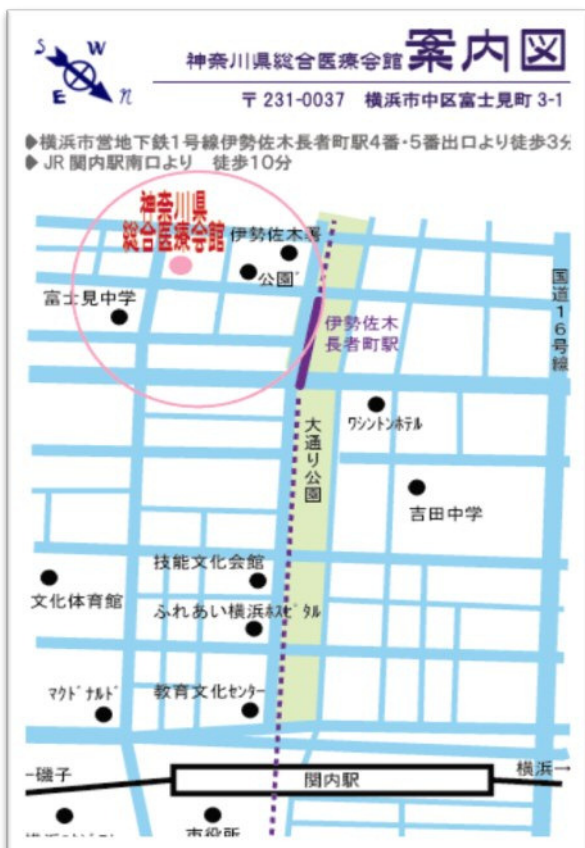 S W
E n
神奈川県総合医療会館 案内図
〒231-0037 横浜市中区富士見町 3-1
▶横浜市営地下鉄1号線伊勢佐木長者町駅4番・5番出口より徒歩3分
▶ JR 関内駅南口より 徒歩10分
神奈川県
総合医療会館
伊勢佐木署
公園
富士見中学
国道16号線
伊勢佐木
長者町駅
ワシントンホテル
大通り公園
吉田中学
技能文化会館
文化体育館
ふれあい横浜ホスピタル
マクドナルド
教育文化センター
横浜→
←磯子
関内駅
市役所